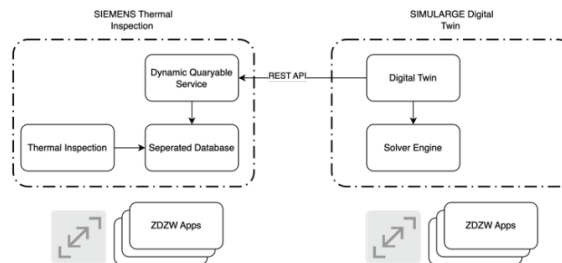 SIEMENS Thermal
Inspection
SIMULARGE Digital
Twin
Dynamic Quaryable
Service
REST API
Digital Twin
Thermal Inspection
Seperated Database
Solver Engine
ZDZW Apps
ZDZW Apps